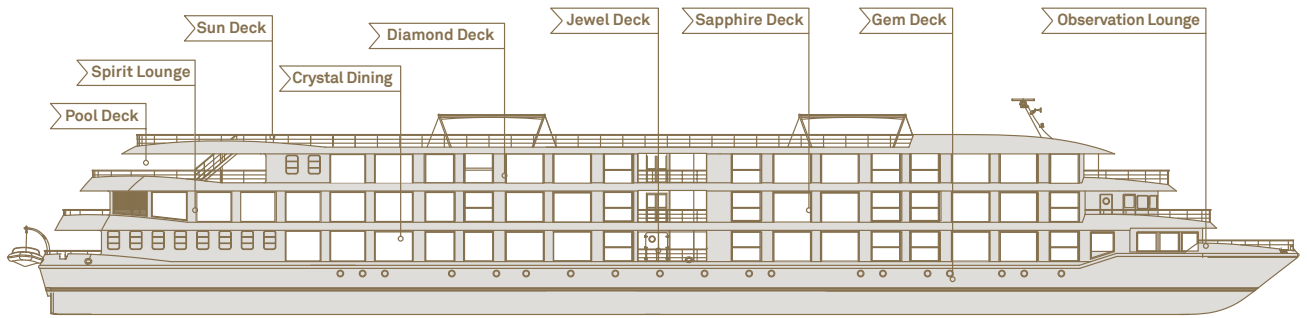 Pool Deck
Spirit Lounge
Sun Deck
Crystal Dining
Diamond Deck
Jewel Deck
Sapphire Deck
Gem Deck
Observation Lounge